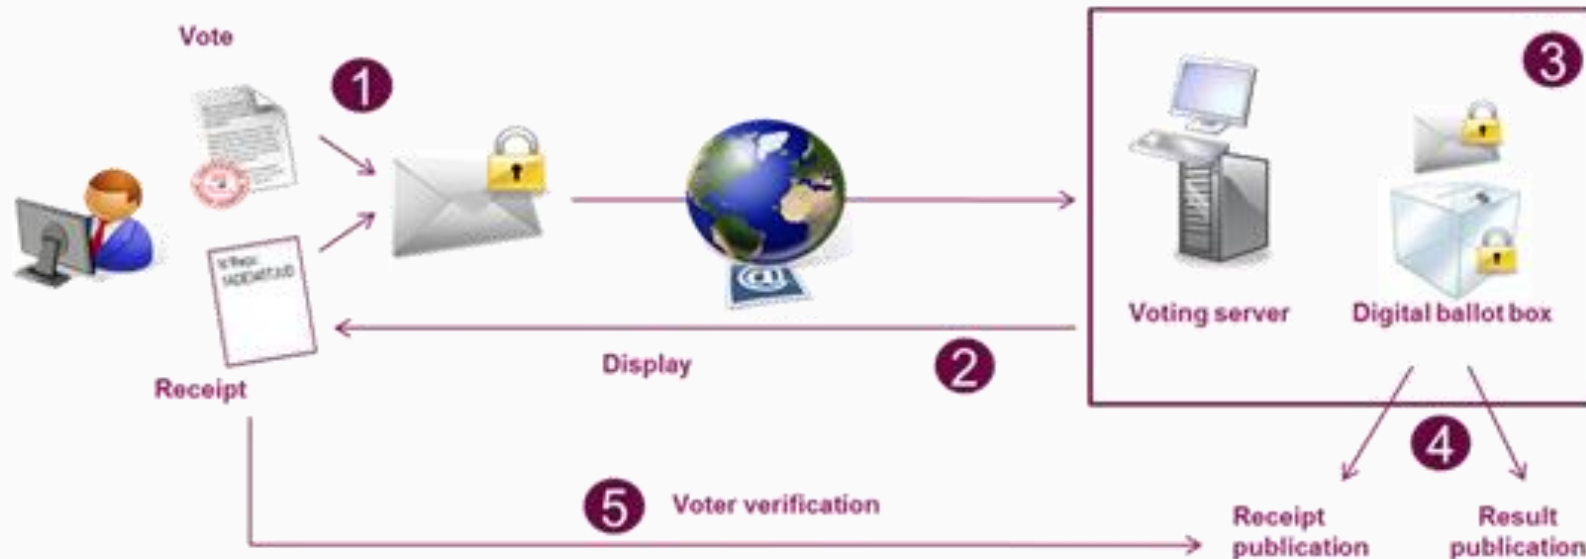 Vote
1
3
@
Voting server
Digital ballot box
Display
2
Receipt
4
5
Voter verification
Receipt
publication
Result
publication